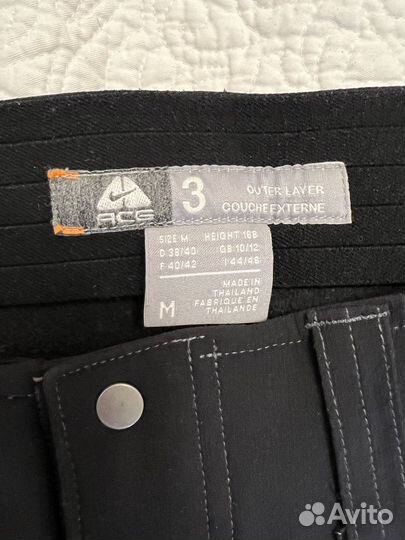 ACG
3
OUTER LAYER
COUCHE EXTERNE
SIZE M HEIGHT 168
D 38/40 GB 10/12
F 40/42 I 44/46
M
MADE IN
THAILAND
FABRIQUE EN
THAILANDE
Avito